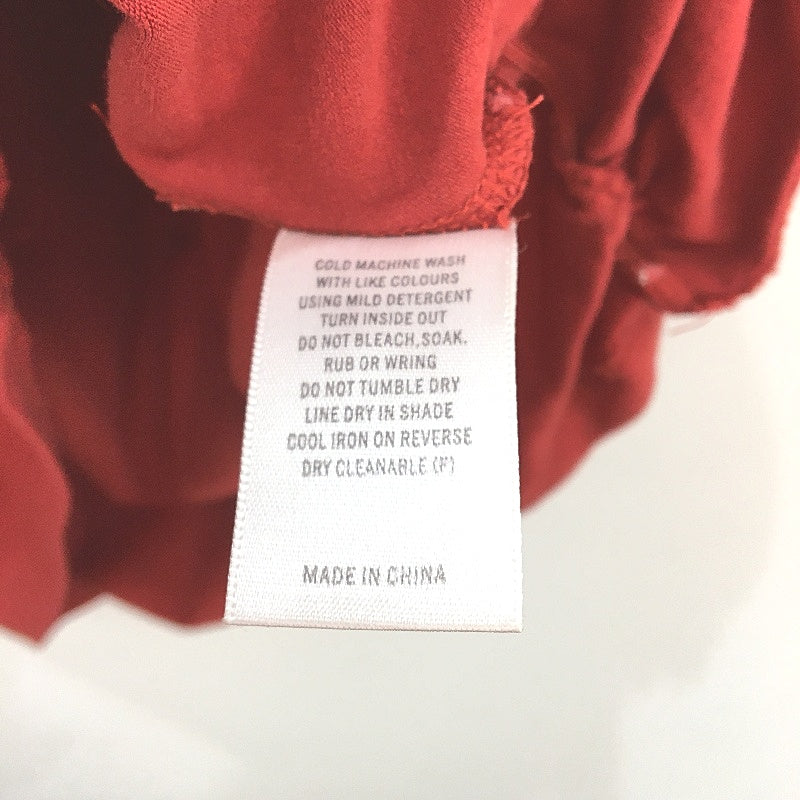 COLD MACHINE WASH
WITH LIKE COLOURS
USING MILD DETERGENT
TURN INSIDE OUT
DO NOT BLEACH,SOAK.
RUB OR WRING
DO NOT TUMBLE DRY
LINE DRY IN SHADE
COOL IRON ON REVERSE
DRY CLEANABLE (F)
MADE IN CHINA